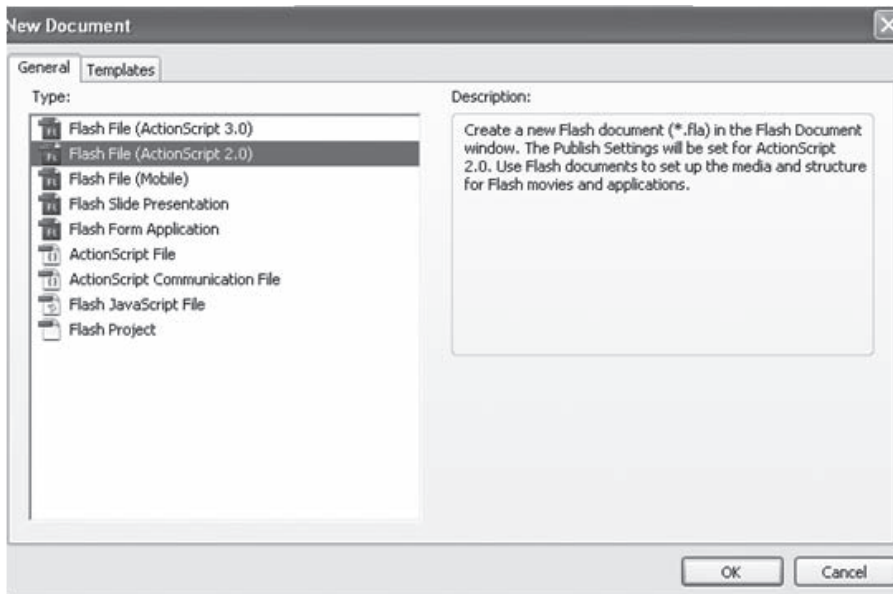 New Document
General
Templates
Type:
Flash File (ActionScript 3.0)
Flash File (ActionScript 2.0)
Flash File (Mobile)
Flash Slide Presentation
Flash Form Application
ActionScript File
ActionScript Communication File
Flash JavaScript File
Flash Project
Description:
Create a new Flash document (*.fla) in the Flash Document
window. The Publish Settings will be set for ActionScript
2.0. Use Flash documents to set up the media and structure
for Flash movies and applications.
OK
Cancel